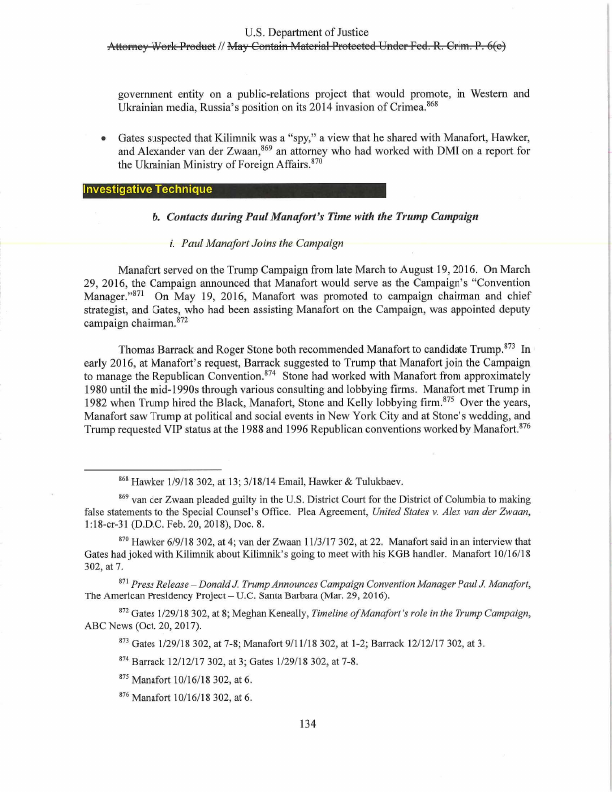 U.S. Department of Justice
Attorney Work Product // May Contain Material Protected Under Fed. R. Crim. P. 6(e)
government entity on a public-relations project that would promote, in Western and
Ukrainian media, Russia's position on its 2014 invasion of Crimea.868
• Gates suspected that Kilimnik was a "spy," a view that he shared with Manafort, Hawker,
and Alexander van der Zwaan,869 an attorney who had worked with DMI on a report for
the Ukrainian Ministry of Foreign Affairs.870
Investigative Technique
b. Contacts during Paul Manafort's Time with the Trump Campaign
i. Paul Manafort Joins the Campaign
Manafort served on the Trump Campaign from late March to August 19, 2016. On March
29, 2016, the Campaign announced that Manafort would serve as the Campaign's "Convention
Manager."871 On May 19, 2016, Manafort was promoted to campaign chairman and chief
strategist, and Gates, who had been assisting Manafort on the Campaign, was appointed deputy
campaign chairman.872
Thomas Barrack and Roger Stone both recommended Manafort to candidate Trump.873 In
early 2016, at Manafort's request, Barrack suggested to Trump that Manafort join the Campaign
to manage the Republican Convention.874 Stone had worked with Manafort from approximately
1980 until the mid-1990s through various consulting and lobbying firms. Manafort met Trump in
1982 when Trump hired the Black, Manafort, Stone and Kelly lobbying firm.875 Over the years,
Manafort saw Trump at political and social events in New York City and at Stone's wedding, and
Trump requested VIP status at the 1988 and 1996 Republican conventions worked by Manafort.876
868 Hawker 1/9/18 302, at 13; 3/18/14 Email, Hawker & Tulukbaev.
869 van der Zwaan pleaded guilty in the U.S. District Court for the District of Columbia to making
false statements to the Special Counsel's Office. Plea Agreement, United States v. Alex van der Zwaan,
1:18-cr-31 (D.D.C. Feb. 20, 2018), Doc. 8.
870 Hawker 6/9/18 302, at 4; van der Zwaan 11/3/17 302, at 22. Manafort said in an interview that
Gates had joked with Kilimnik about Kilimnik's going to meet with his KGB handler. Manafort 10/16/18
302, at 7.
871 Press Release – Donald J. Trump Announces Campaign Convention Manager Paul J. Manafort,
The American Presidency Project – U.C. Santa Barbara (Mar. 29, 2016).
872 Gates 1/29/18 302, at 8; Meghan Keneally, Timeline of Manafort's role in the Trump Campaign,
ABC News (Oct. 20, 2017).
873 Gates 1/29/18 302, at 7-8; Manafort 9/11/18 302, at 1-2; Barrack 12/12/17 302, at 3.
874 Barrack 12/12/17 302, at 3; Gates 1/29/18 302, at 7-8.
875 Manafort 10/16/18 302, at 6.
876 Manafort 10/16/18 302, at 6.
134